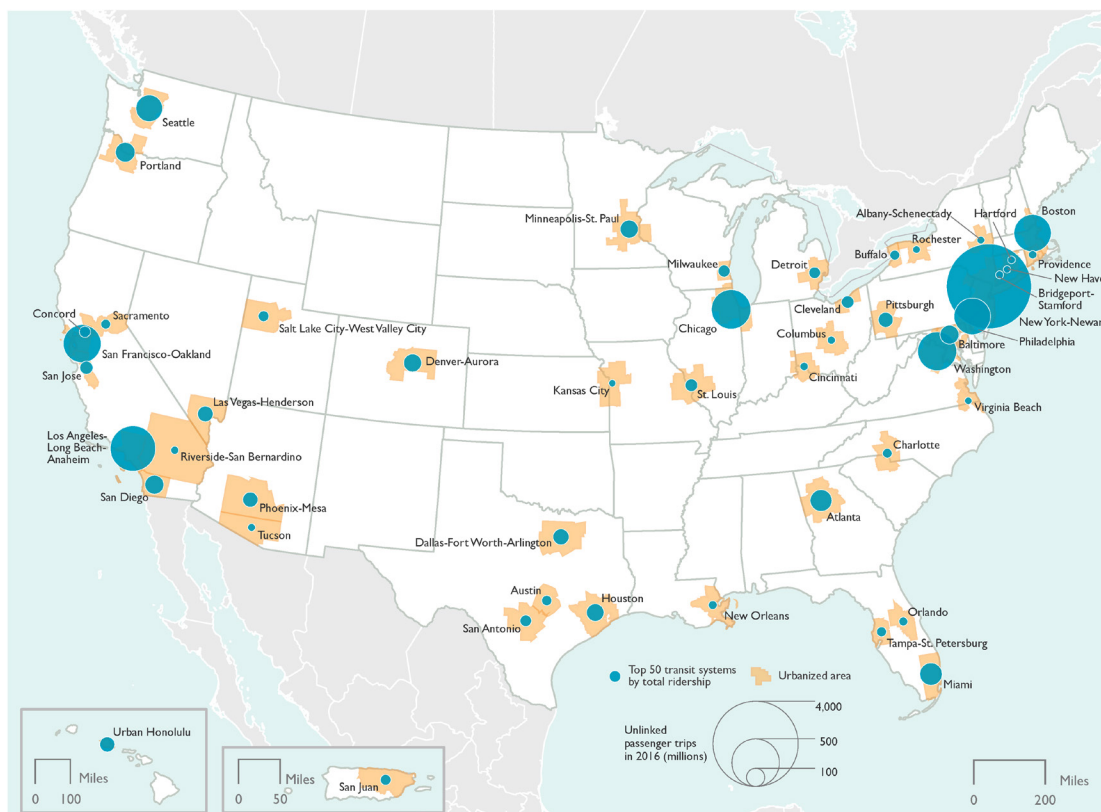 Seattle
Portland
Minneapolis-St. Paul
Albany-Schenectady
Hartford
Boston
Rochester
Buffalo
Milwaukee
Detroit
Providence
New Hav
Bridgeport-
Stamford
New York-Newar
Philadelphia
Concord
Sacramento
San Francisco-Oakland
San Jose
Salt Lake City-West Valley City
Denver-Aurora
Chicago
Cleveland
Pittsburgh
Columbus
Baltimore
Washington
Cincinnati
Kansas City
St. Louis
Virginia Beach
Las Vegas-Henderson
Los Angeles-
Long Beach-
Anaheim
Riverside-San Bernardino
San Diego
Charlotte
Phoenix-Mesa
Tucson
Atlanta
Dallas-Fort Worth-Arlington
Austin
Houston
San Antonio
New Orleans
Orlando
Tampa-St. Petersburg
Miami
Top 50 transit systems
by total ridership
Urbanized area
Unlinked
passenger trips
in 2016 (millions)
4,000
500
100
Urban Honolulu
Miles
0 100
San Juan
Miles
0 50
Miles
0 200